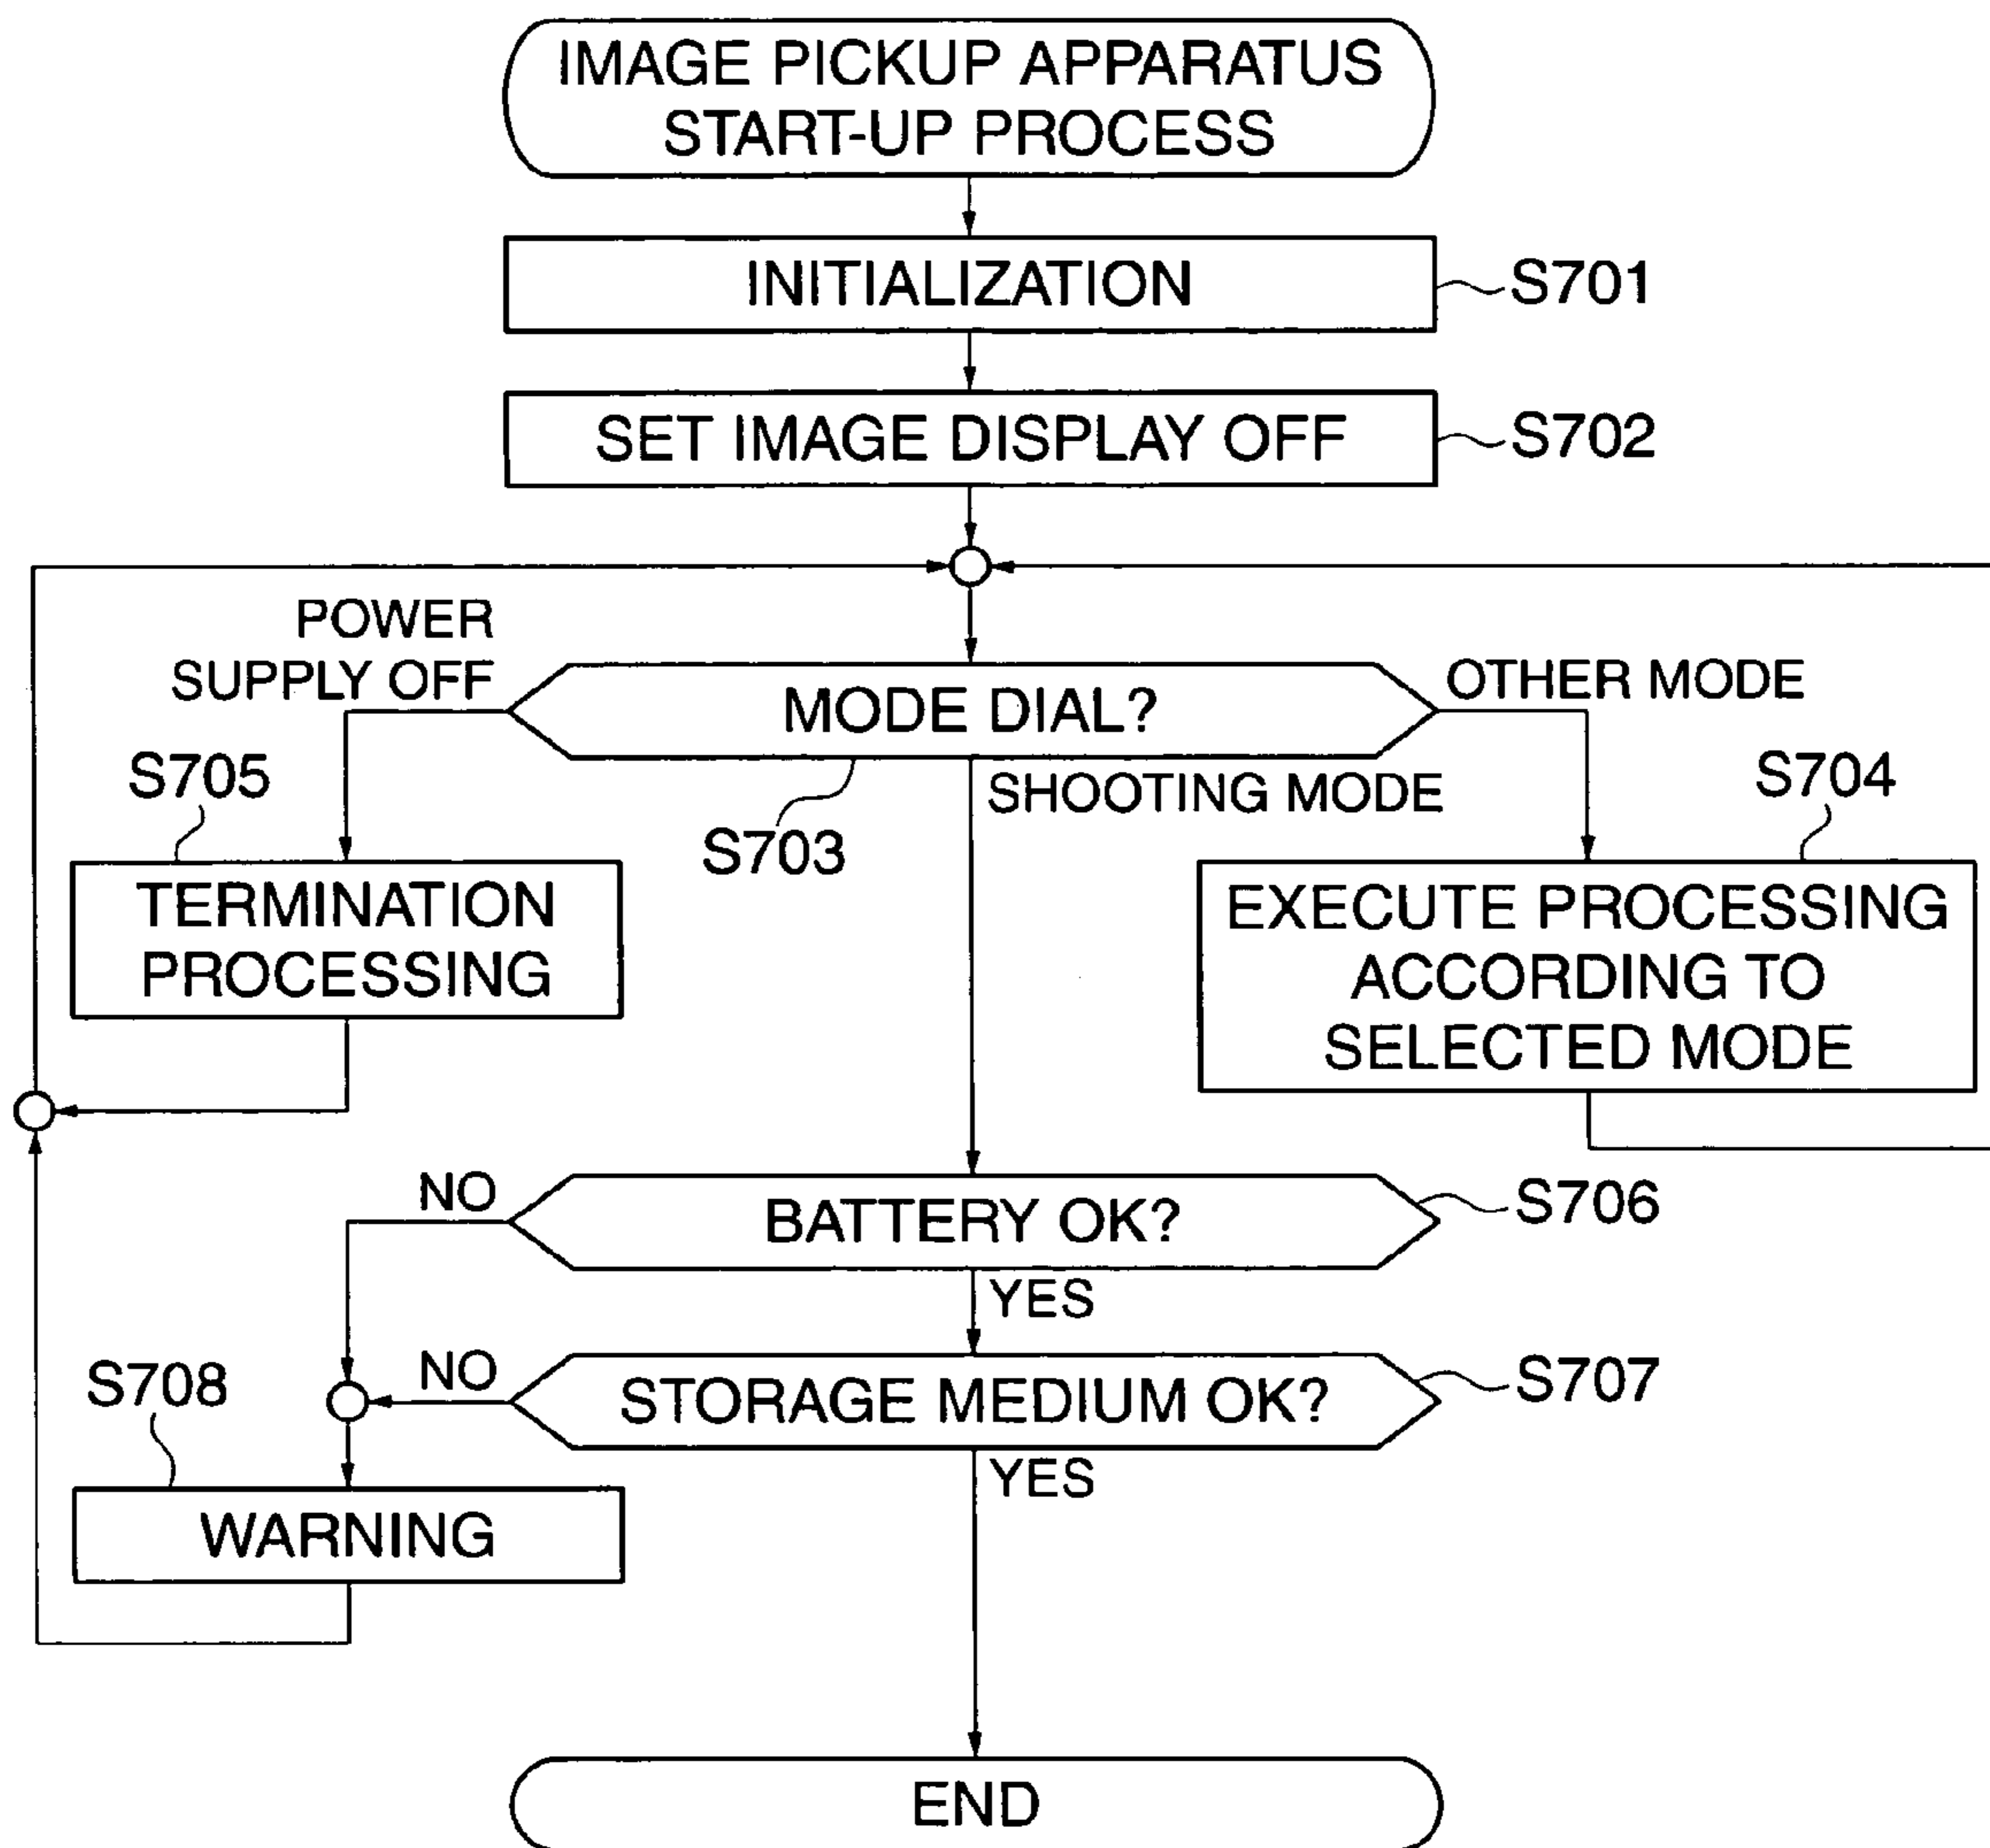 IMAGE PICKUP APPARATUS
START-UP PROCESS
INITIALIZATION
S701
SET IMAGE DISPLAY OFF
S702
POWER
SUPPLY OFF
MODE DIAL?
OTHER MODE
S705
SHOOTING MODE
S704
S703
TERMINATION
PROCESSING
EXECUTE PROCESSING
ACCORDING TO
SELECTED MODE
NO
BATTERY OK?
S706
YES
S708
NO
STORAGE MEDIUM OK?
S707
YES
WARNING
END